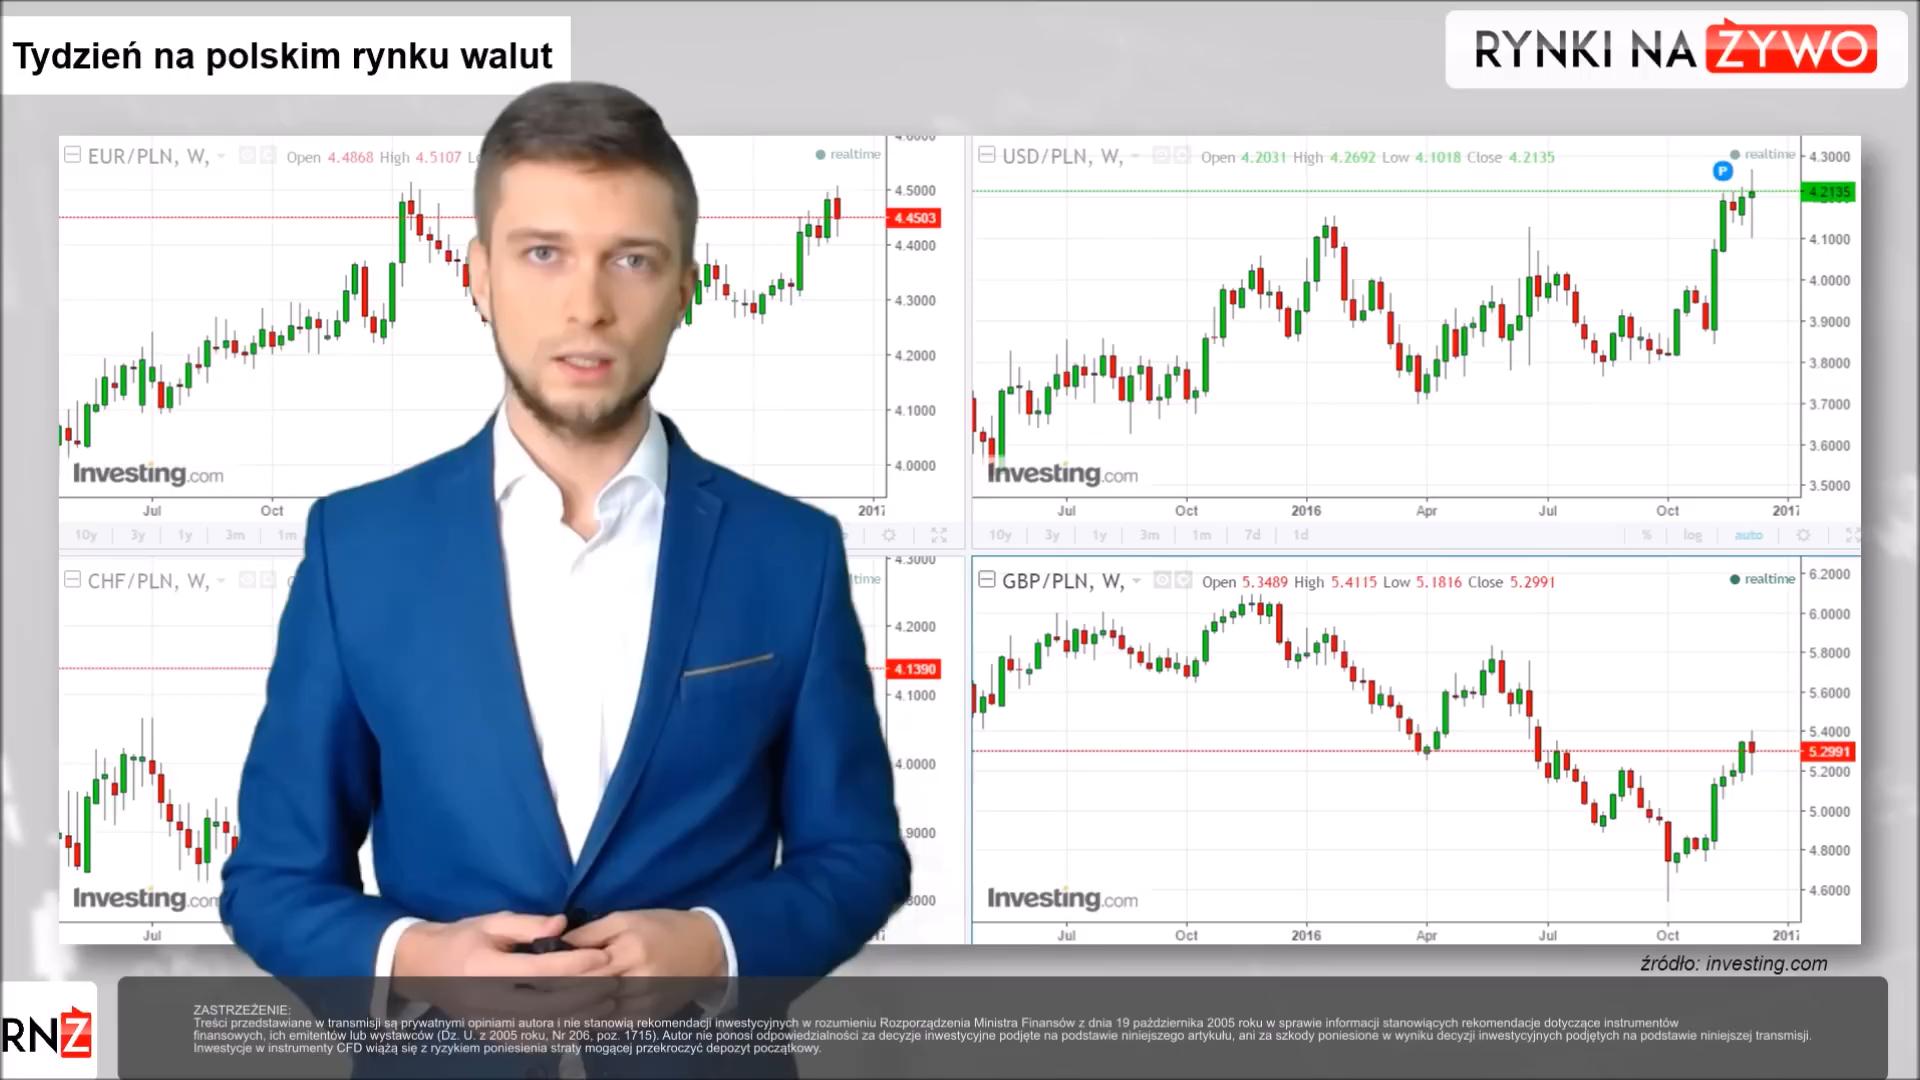 Tydzień na polskim rynku walut
RYNKI NA ŻYWO
EUR/PLN, W, Open 4.4868 High 4.5107
realtime
4.6000
4.5000
4.4503
4.4000
4.3000
4.2000
4.1000
4.0000
Investing.com
Jul Oct 2017
10y 3y 1y 3m 1m
USD/PLN, W, Open 4.2031 High 4.2692 Low 4.1018 Close 4.2135
realtime
P
4.3000
4.2135
4.1000
4.0000
3.9000
3.8000
3.7000
3.6000
3.5000
Investing.com
Jul Oct 2016 Apr Jul Oct 2017
10y 3y 1y 3m 1m 7d 1d % log auto
CHF/PLN, W,
4.3000
4.2000
4.1390
4.1000
4.0000
Investing.com
Jul
GBP/PLN, W, Open 5.3489 High 5.4115 Low 5.1816 Close 5.2991
realtime
6.2000
6.0000
5.8000
5.6000
5.4000
5.2991
5.2000
5.0000
4.8000
4.6000
Investing.com
Jul Oct 2016 Apr Jul Oct 2017
źródło: investing.com
RNŻ
ZASTRZEŻENIE:
Treści przedstawiane w transmisji są prywatnymi opiniami autora i nie stanowią rekomendacji inwestycyjnych w rozumieniu Rozporządzenia Ministra Finansów z dnia 19 października 2005 roku w sprawie informacji stanowiących rekomendacje dotyczące instrumentów
finansowych, ich emitentów lub wystawców (Dz. U. z 2005 roku, Nr 206, poz. 1715). Autor nie ponosi odpowiedzialności za decyzje inwestycyjne podjęte na podstawie niniejszego artykułu, ani za szkody poniesione w wyniku decyzji inwestycyjnych podjętych na podstawie niniejszej transmisji.
Inwestycje w instrumenty CFD wiążą się z ryzykiem poniesienia straty mogącej przekroczyć depozyt początkowy.